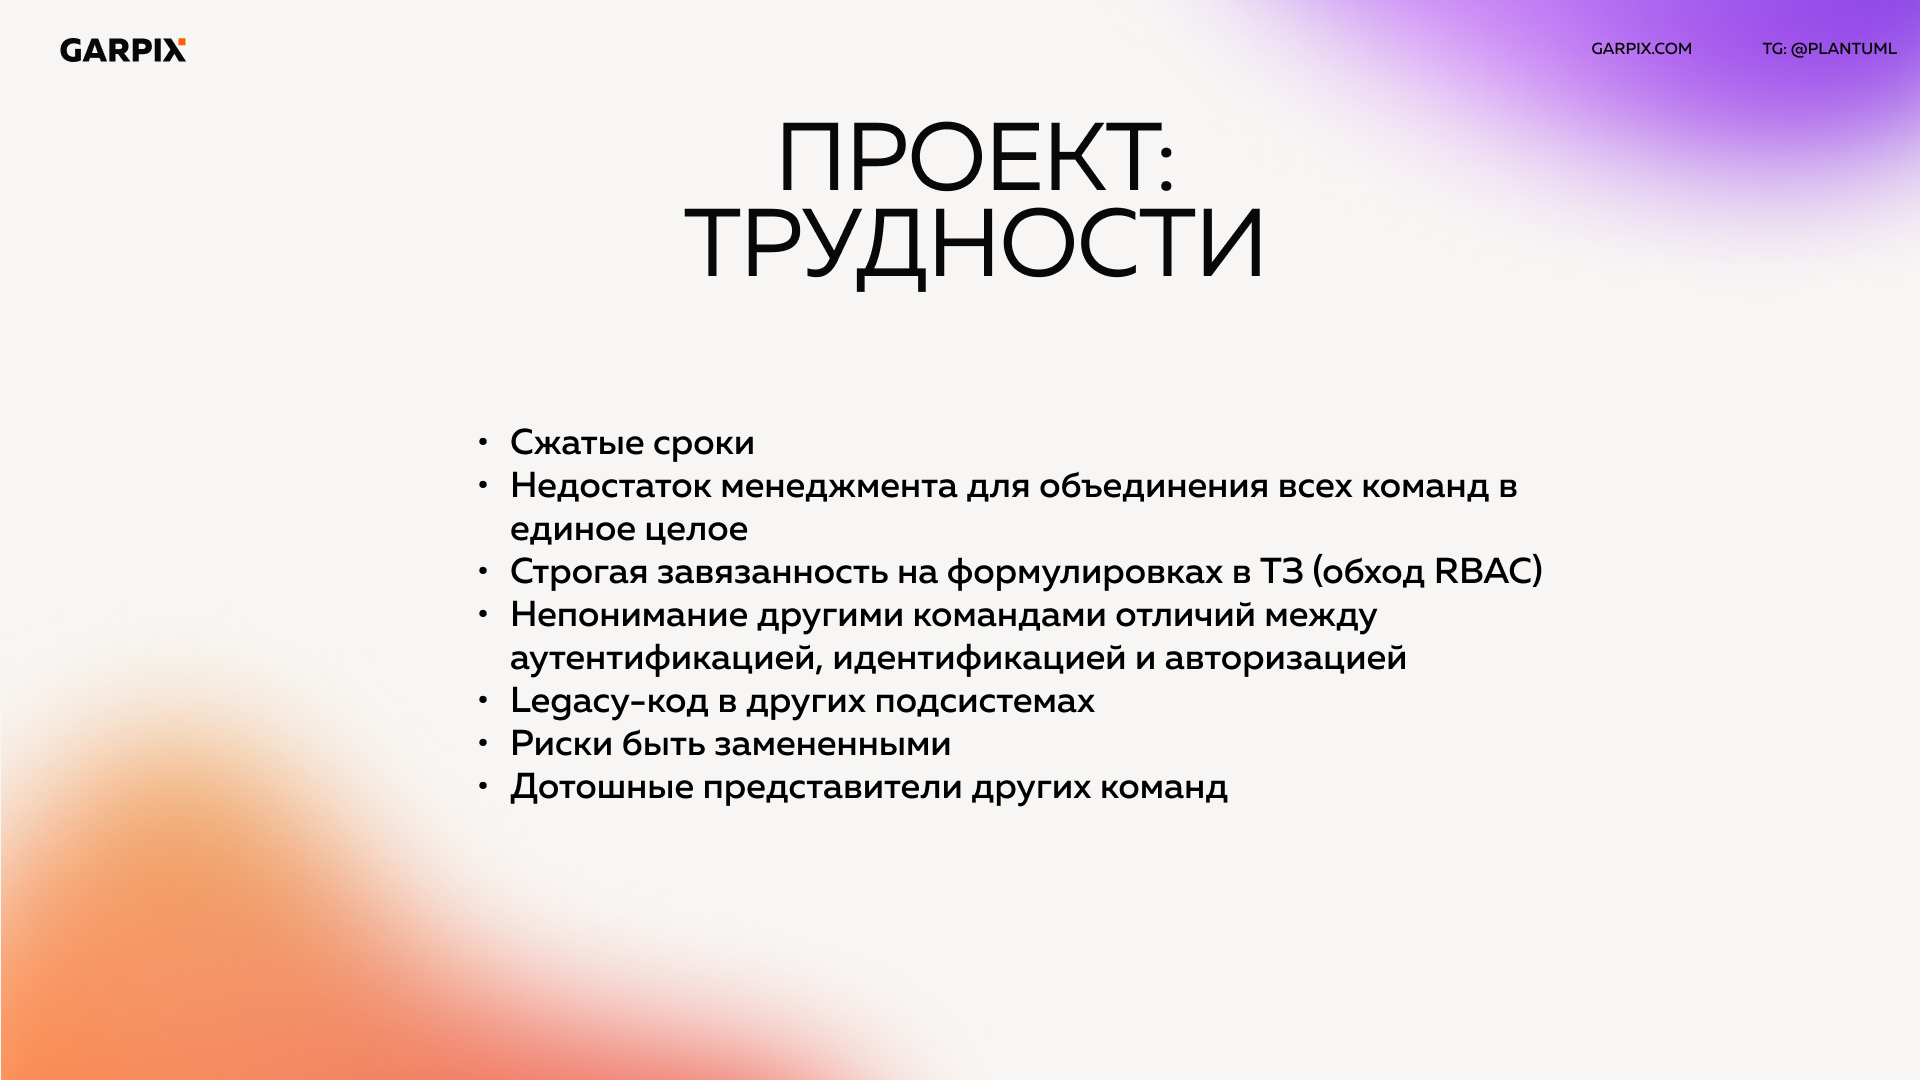 GARPIX
GARPIX.COM
TG: @PLANTUML
ПРОЕКТ:
ТРУДНОСТИ
• Сжатые сроки
• Недостаток менеджмента для объединения всех команд в
единое целое
• Строгая завязанность на формулировках в ТЗ (обход RBAC)
• Непонимание другими командами отличий между
аутентификацией, идентификацией и авторизацией
• Legacy-код в других подсистемах
• Риски быть замененными
• Дотошные представители других команд